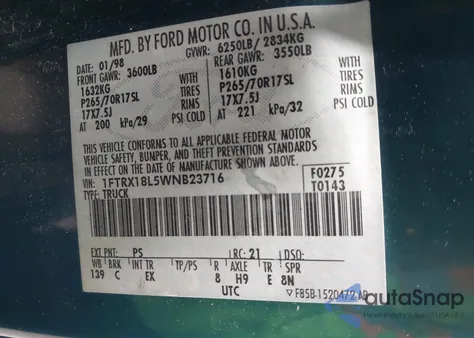 MFD. BY FORD MOTOR CO. IN U.S.A.
DATE: 01/98 GVWR: 6250LB/ 2834KG
FRONT GAWR: 3600LB REAR GAWR: 3550LB
1632KG WITH 1610KG WITH
P265/70R17SL TIRES P265/70R17SL TIRES
17X7.5J RIMS 17X7.5J RIMS
AT 200 kPa/29 PSI COLD AT 221 kPa/32 PSI COLD
THIS VEHICLE CONFORMS TO ALL APPLICABLE FEDERAL MOTOR
VEHICLE SAFETY, BUMPER, AND THEFT PREVENTION STANDARDS IN
EFFECT ON THE DATE OF MANUFACTURE SHOWN ABOVE.
VIN: 1FTRX18L5WNB23716 F0275
TYPE: TRUCK T0143
EXT PNT: PS RC: 21 DSO:
WB BRK INT TR TP/PS R AXLE TR SPR
139 C EX 8 H9 E 8N
UTC F85B-1520472-AD
autoSnap